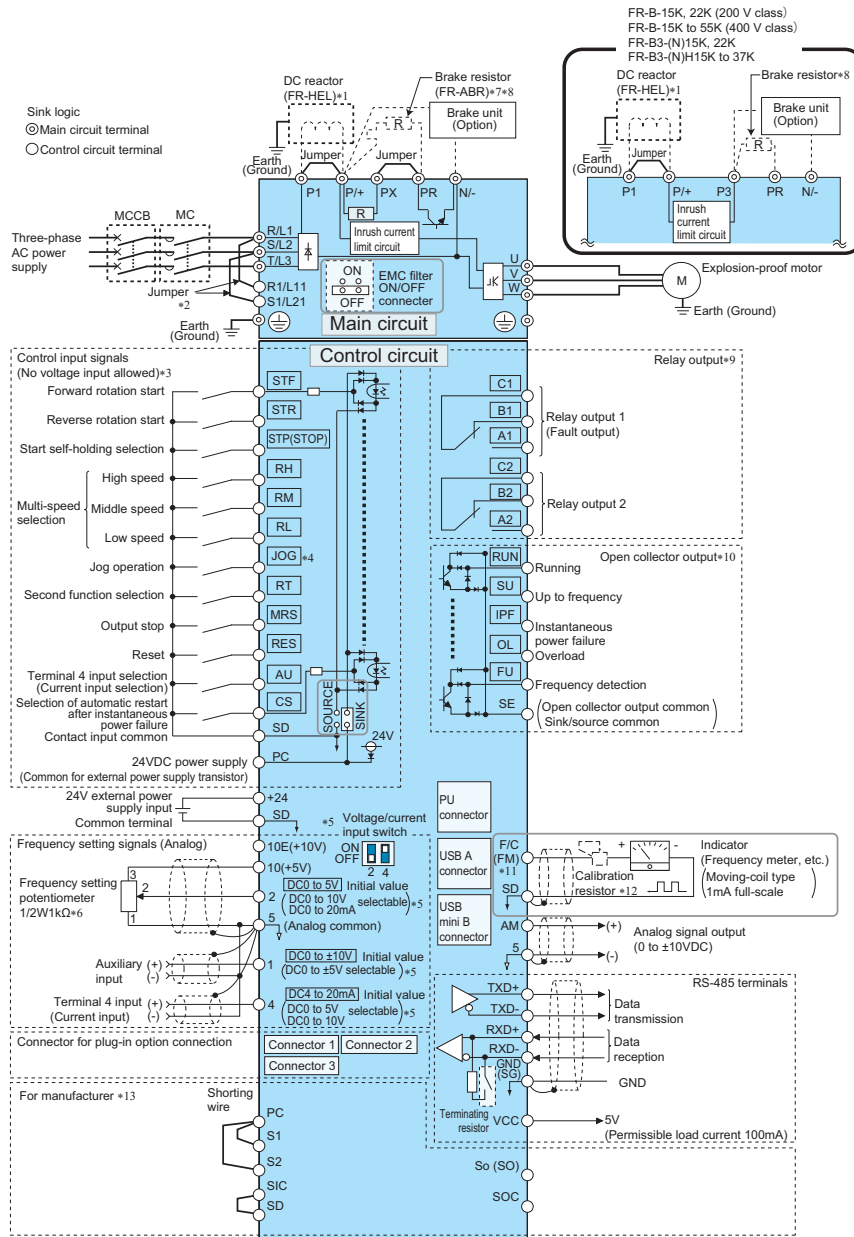 FR-B-15K, 22K (200 V class)
FR-B-15K to 55K (400 V class)
FR-B3-(N)15K, 22K
FR-B3-(N)H15K to 37K
DC reactor
(FR-HEL)*1
Brake resistor*8
Brake unit
(Option)
R
Earth
(Ground)
Jumper
P1
P/+
P3
PR
N/-
Inrush
current
limit circuit
Sink logic
Main circuit terminal
Control circuit terminal
DC reactor
(FR-HEL)*1
Brake resistor
(FR-ABR)*7*8
Brake unit
(Option)
R
Earth
(Ground)
Jumper
Jumper
P1
P/+
PX
PR
N/-
R
Inrush current
limit circuit
MCCB
MC
Three-phase
AC power
supply
R/L1
S/L2
T/L3
R1/L11
S1/L21
Jumper
*2
Earth
(Ground)
ON
OFF
EMC filter
ON/OFF
connecter
Main circuit
U
V
W
M
Explosion-proof motor
Earth (Ground)
Control circuit
Control input signals
(No voltage input allowed)*3
Forward rotation start
STF
Reverse rotation start
STR
Start self-holding selection
STP(STOP)
Multi-speed
selection
High speed
RH
Middle speed
RM
Low speed
RL
Jog operation
JOG *4
Second function selection
RT
Output stop
MRS
Reset
RES
Terminal 4 input selection
(Current input selection)
AU
Selection of automatic restart
after instantaneous
power failure
CS
Contact input common
SD
SOURCE
SINK
24V
24VDC power supply
(Common for external power supply transistor)
PC
24V external power
supply input
+24
Common terminal
SD
Relay output*9
C1
B1
A1
Relay output 1
(Fault output)
C2
B2
A2
Relay output 2
Open collector output*10
RUN
Running
SU
Up to frequency
IPF
Instantaneous
power failure
OL
Overload
FU
Frequency detection
SE
(Open collector output common
Sink/source common)
Frequency setting signals (Analog)
*5
Voltage/current
input switch
ON
OFF
2 4
10E(+10V)
10(+5V)
Frequency setting
potentiometer
1/2W1kΩ*6
3
2
1
2
DC0 to 5V Initial value
(DC0 to 10V
DC0 to 20mA selectable)*5
5
(Analog common)
Auxiliary
input
(+)
(-)
1
DC0 to ±10V Initial value
(DC0 to ±5V selectable)*5
Terminal 4 input
(Current input)
(+)
(-)
4
DC4 to 20mA Initial value
(DC0 to 5V
DC0 to 10V selectable)*5
PU
connector
USB A
connector
USB
mini B
connector
F/C
(FM)
*11
SD
+
-
Calibration
resistor *12
Indicator
(Frequency meter, etc.)
(Moving-coil type
1mA full-scale)
AM
(+)
5
(-)
Analog signal output
(0 to ±10VDC)
RS-485 terminals
TXD+
TXD-
Data
transmission
RXD+
RXD-
Data
reception
GND
(SG)
GND
Terminating
resistor
VCC
5V
(Permissible load current 100mA)
Connector for plug-in option connection
Connector 1
Connector 2
Connector 3
For manufacturer *13
Shorting
wire
PC
S1
S2
SIC
SD
So (SO)
SOC